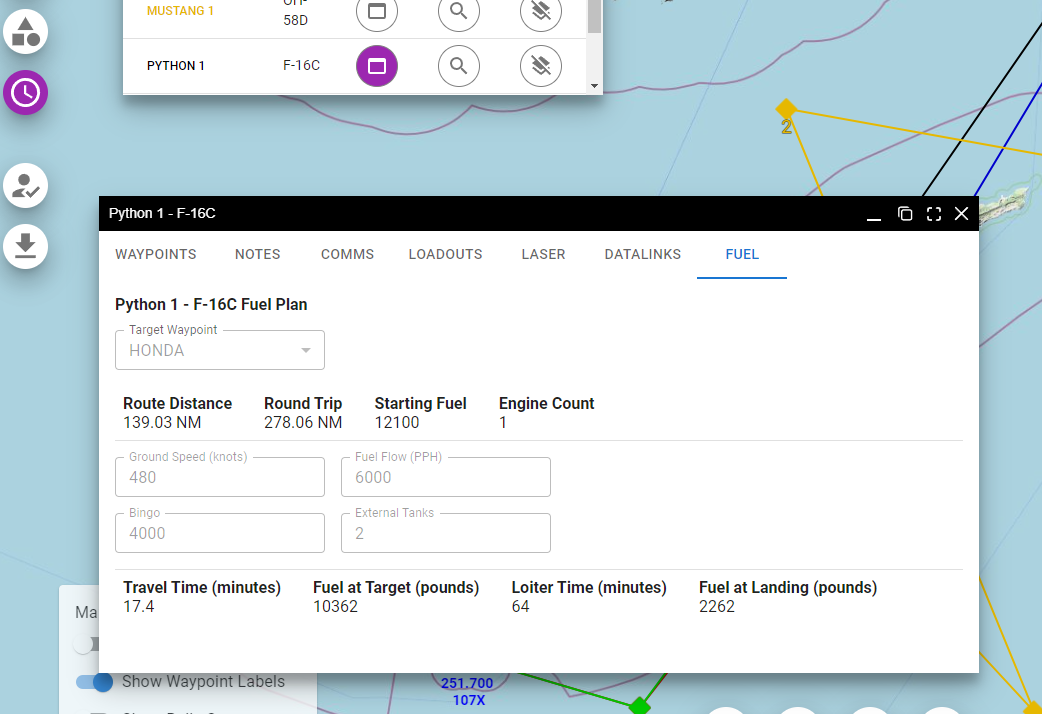 MUSTANG 1
OH-
58D
PYTHON 1
F-16C
2
Python 1 - F-16C
WAYPOINTS NOTES COMMS LOADOUTS LASER DATALINKS FUEL
Python 1 - F-16C Fuel Plan
Target Waypoint
HONDA
Route Distance Round Trip Starting Fuel Engine Count
139.03 NM 278.06 NM 12100 1
Ground Speed (knots) Fuel Flow (PPH)
480 6000
Bingo External Tanks
4000 2
Travel Time (minutes) Fuel at Target (pounds) Loiter Time (minutes) Fuel at Landing (pounds)
17.4 10362 64 2262
Ma
Show Waypoint Labels
251.700
107X